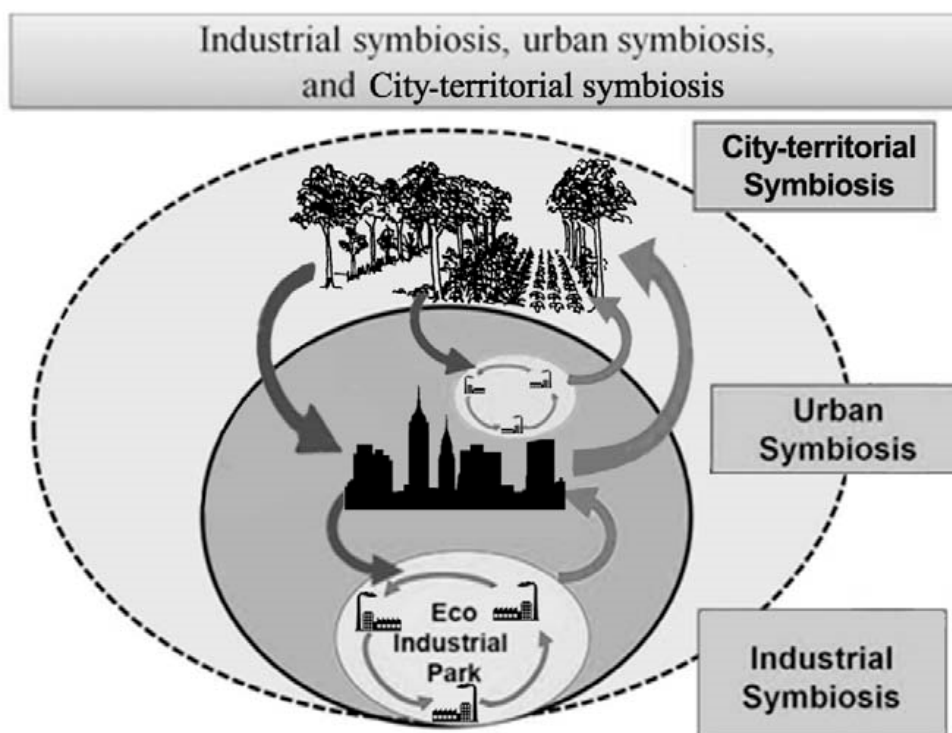 Industrial symbiosis, urban symbiosis,
and City-territorial symbiosis
City-territorial
Symbiosis
Urban
Symbiosis
Eco
Industrial
Park
Industrial
Symbiosis